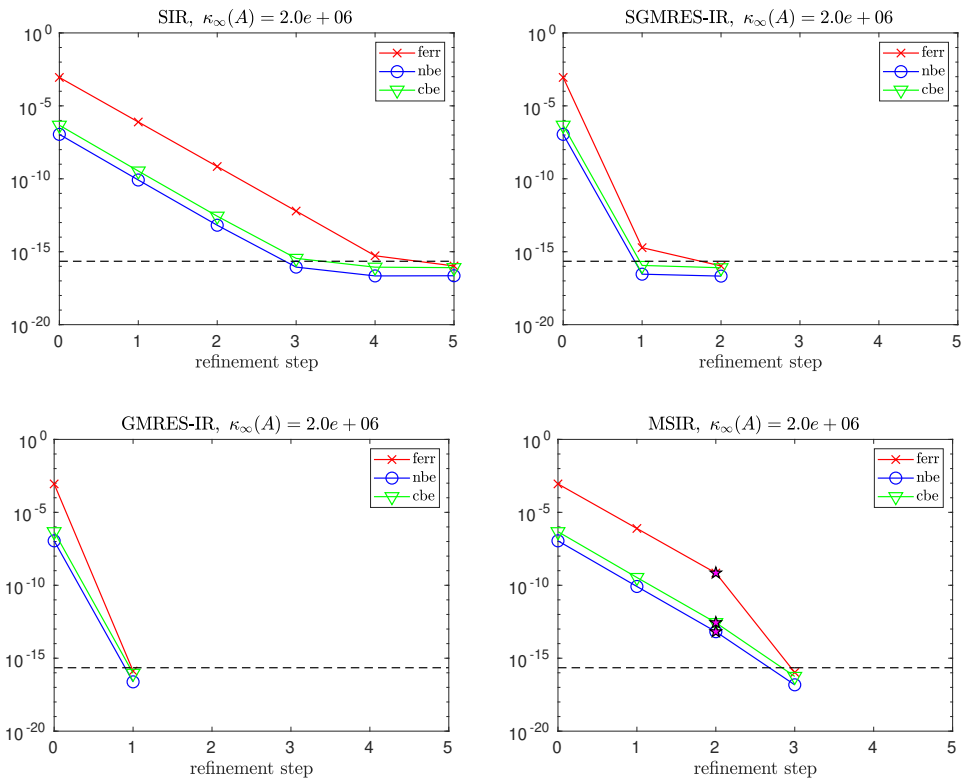 SIR, κ∞(A) = 2.0e + 06
10^0
10^-5
10^-10
10^-15
10^-20
ferr
nbe
cbe
0 1 2 3 4 5
refinement step
SGMRES-IR, κ∞(A) = 2.0e + 06
10^0
10^-5
10^-10
10^-15
10^-20
ferr
nbe
cbe
0 1 2 3 4 5
refinement step
GMRES-IR, κ∞(A) = 2.0e + 06
10^0
10^-5
10^-10
10^-15
10^-20
ferr
nbe
cbe
0 1 2 3 4 5
refinement step
MSIR, κ∞(A) = 2.0e + 06
10^0
10^-5
10^-10
10^-15
10^-20
ferr
nbe
cbe
0 1 2 3 4 5
refinement step